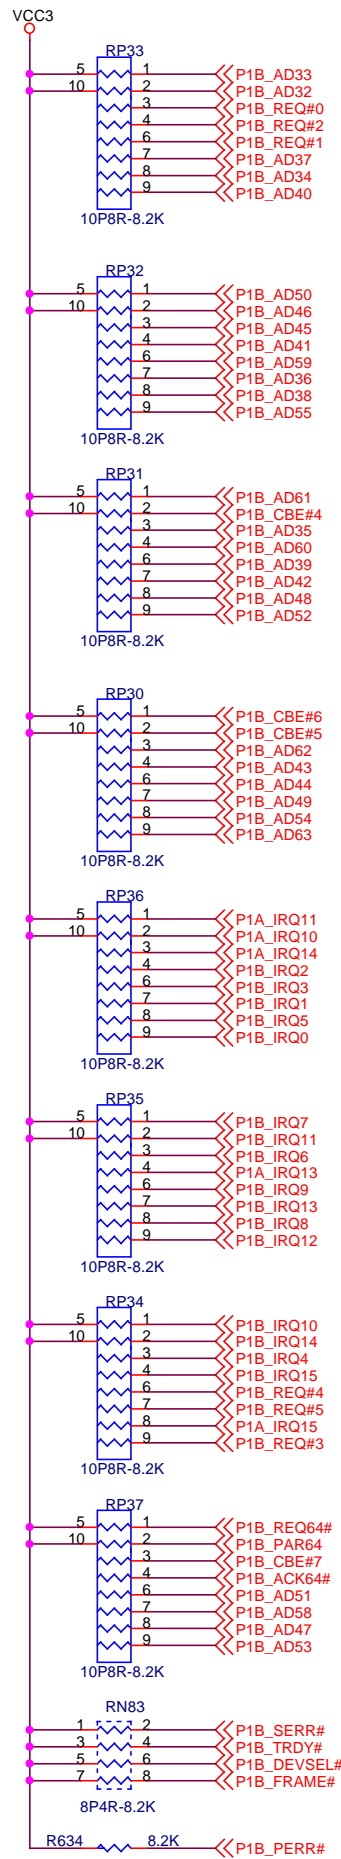 VCC3
RP33
5 1 P1B_AD33
10 2 P1B_AD32
3 P1B_REQ#0
4 P1B_REQ#2
6 P1B_REQ#1
7 P1B_AD37
8 P1B_AD34
9 P1B_AD40
10P8R-8.2K
RP32
5 1 P1B_AD50
10 2 P1B_AD46
3 P1B_AD45
4 P1B_AD41
6 P1B_AD59
7 P1B_AD36
8 P1B_AD38
9 P1B_AD55
10P8R-8.2K
RP31
5 1 P1B_AD61
10 2 P1B_CBE#4
3 P1B_AD35
4 P1B_AD60
6 P1B_AD39
7 P1B_AD42
8 P1B_AD48
9 P1B_AD52
10P8R-8.2K
RP30
5 1 P1B_CBE#6
10 2 P1B_CBE#5
3 P1B_AD62
4 P1B_AD43
6 P1B_AD44
7 P1B_AD49
8 P1B_AD54
9 P1B_AD63
10P8R-8.2K
RP36
5 1 P1A_IRQ11
10 2 P1A_IRQ10
3 P1A_IRQ14
4 P1B_IRQ2
6 P1B_IRQ3
7 P1B_IRQ1
8 P1B_IRQ5
9 P1B_IRQ0
10P8R-8.2K
RP35
5 1 P1B_IRQ7
10 2 P1B_IRQ11
3 P1B_IRQ6
4 P1A_IRQ13
6 P1B_IRQ9
7 P1B_IRQ13
8 P1B_IRQ8
9 P1B_IRQ12
10P8R-8.2K
RP34
5 1 P1B_IRQ10
10 2 P1B_IRQ14
3 P1B_IRQ4
4 P1B_IRQ15
6 P1B_REQ#4
7 P1B_REQ#5
8 P1A_IRQ15
9 P1B_REQ#3
10P8R-8.2K
RP37
5 1 P1B_REQ64#
10 2 P1B_PAR64
3 P1B_CBE#7
4 P1B_ACK64#
6 P1B_AD51
7 P1B_AD58
8 P1B_AD47
9 P1B_AD53
10P8R-8.2K
RN83
1 2 P1B_SERR#
3 4 P1B_TRDY#
5 6 P1B_DEVSEL#
7 8 P1B_FRAME#
8P4R-8.2K
R634 8.2K P1B_PERR#